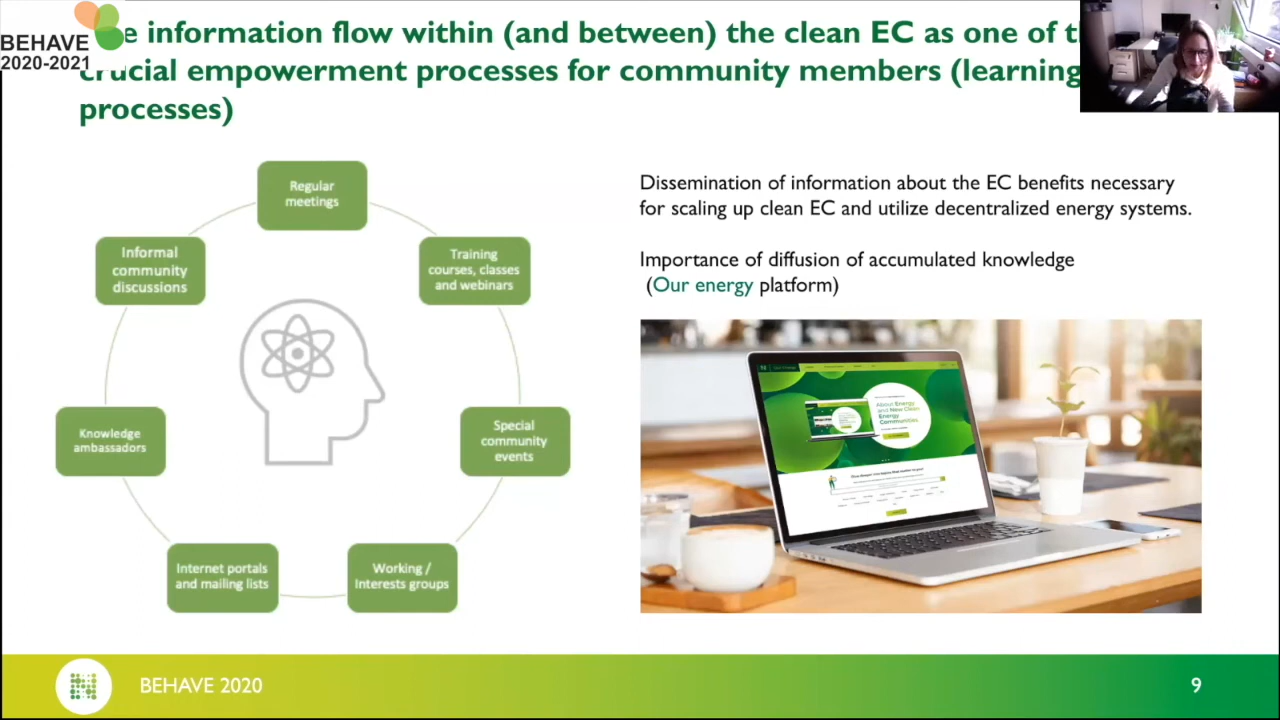 BEHAVE
2020-2021
e information flow within (and between) the clean EC as one of t
crucial empowerment processes for community members (learning
processes)
Regular
meetings
Informal
community
discussions
Training
courses, classes
and webinars
Knowledge
ambassadors
Special
community
events
Internet portals
and mailing lists
Working /
Interests groups
Dissemination of information about the EC benefits necessary
for scaling up clean EC and utilize decentralized energy systems.
Importance of diffusion of accumulated knowledge
(Our energy platform)
About Energy
and New Clean
Energy
Communities
BEHAVE 2020
9